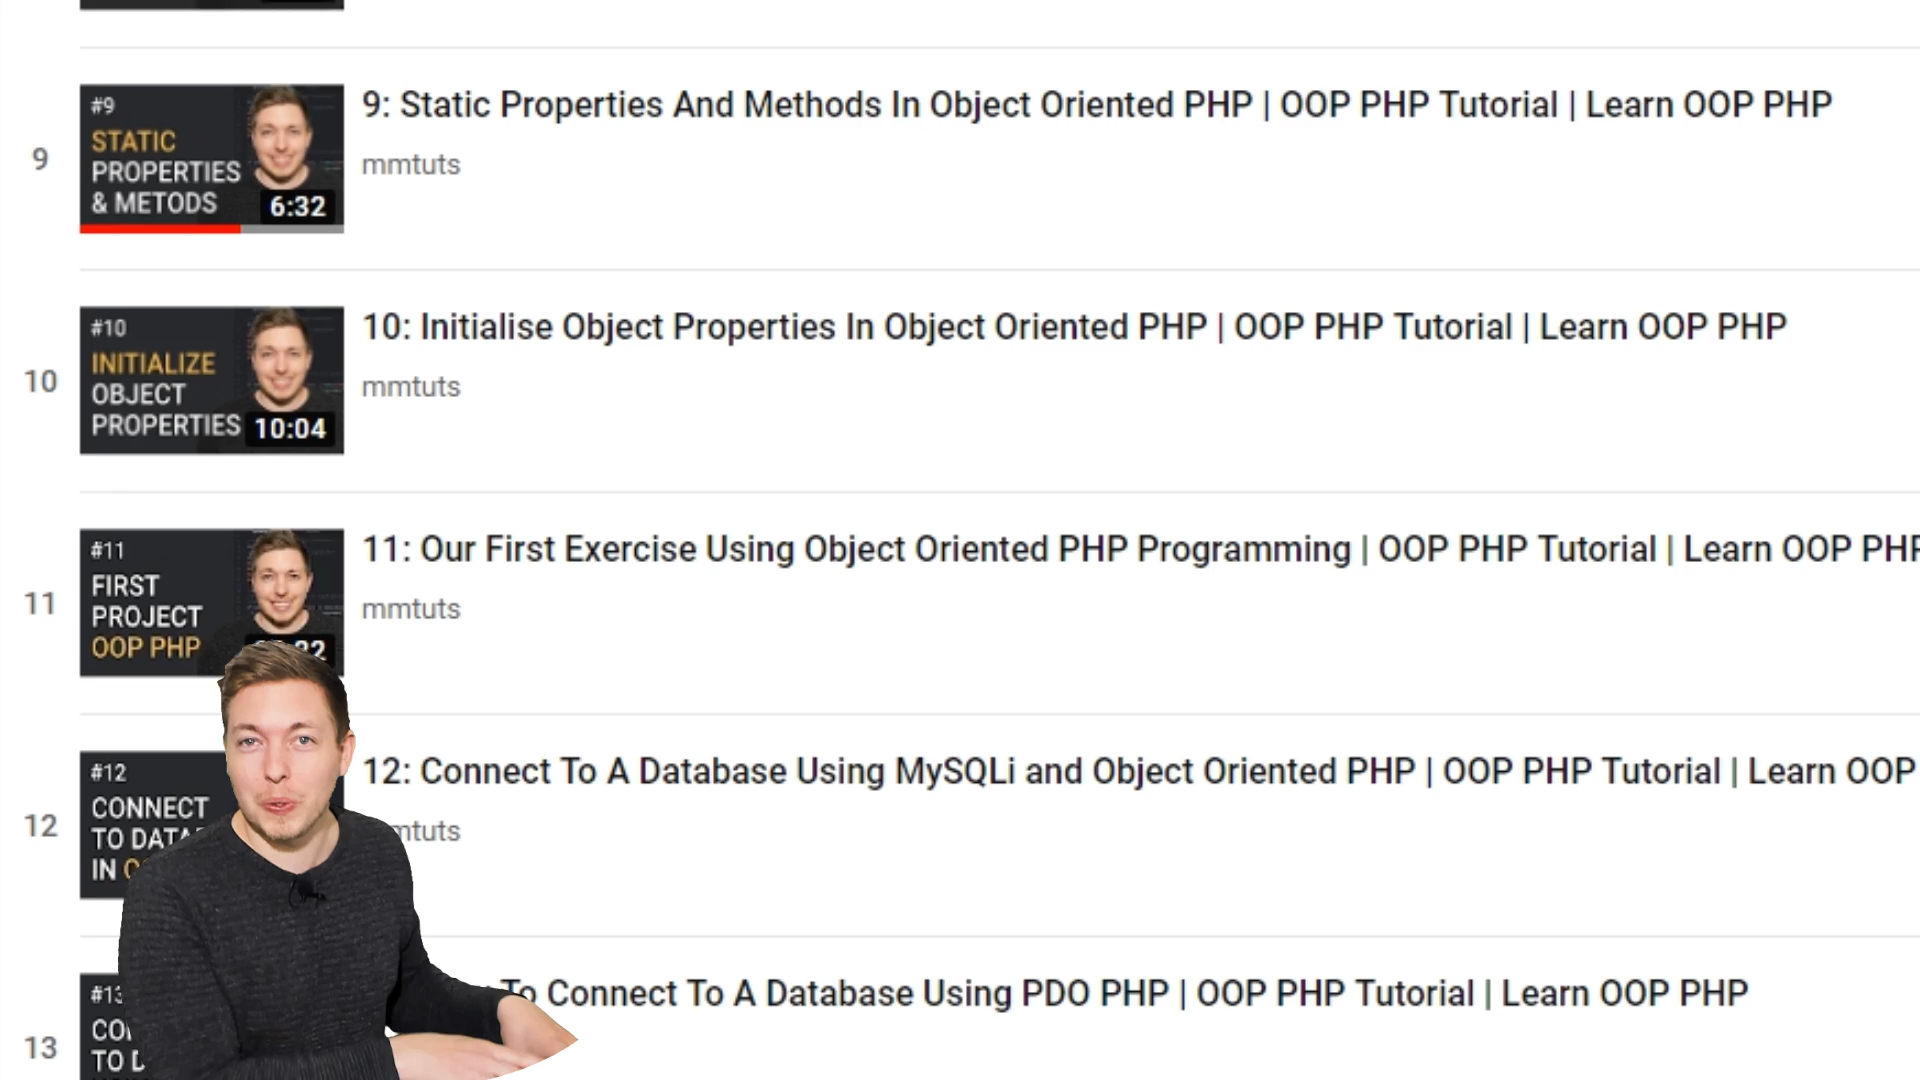 9
#9
STATIC
PROPERTIES
& METODS
6:32
9: Static Properties And Methods In Object Oriented PHP | OOP PHP Tutorial | Learn OOP PHP
mmtuts
10
#10
INITIALIZE
OBJECT
PROPERTIES
10:04
10: Initialise Object Properties In Object Oriented PHP | OOP PHP Tutorial | Learn OOP PHP
mmtuts
11
#11
FIRST
PROJECT
OOP PHP
11: Our First Exercise Using Object Oriented PHP Programming | OOP PHP Tutorial | Learn OOP PHP
mmtuts
12
#12
CONNECT
TO
IN
12: Connect To A Database Using MySQLi and Object Oriented PHP | OOP PHP Tutorial | Learn OOP
13
TO
To Connect To A Database Using PDO PHP | OOP PHP Tutorial | Learn OOP PHP